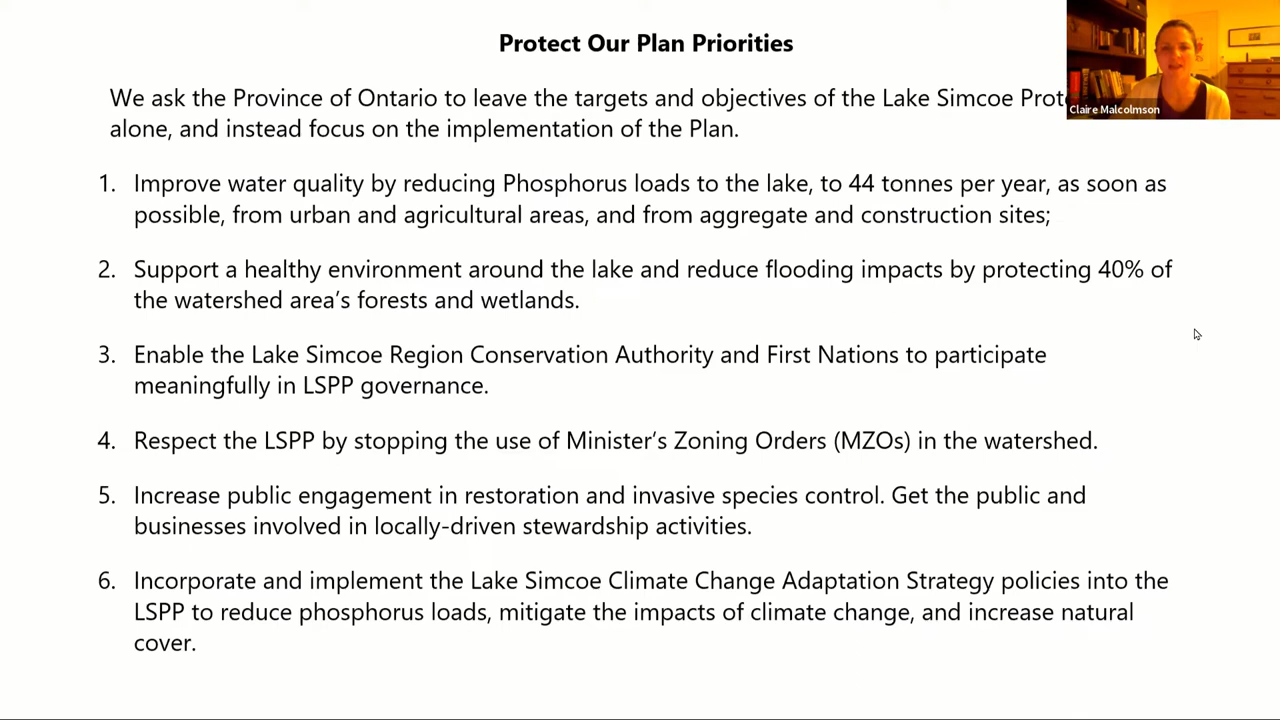 Protect Our Plan Priorities
We ask the Province of Ontario to leave the targets and objectives of the Lake Simcoe
Claire Malcolmson
alone, and instead focus on the implementation of the Plan.
1. Improve water quality by reducing Phosphorus loads to the lake, to 44 tonnes per year, as soon as
possible, from urban and agricultural areas, and from aggregate and construction sites;
2. Support a healthy environment around the lake and reduce flooding impacts by protecting 40% of
the watershed area's forests and wetlands.
3. Enable the Lake Simcoe Region Conservation Authority and First Nations to participate
meaningfully in LSPP governance.
4. Respect the LSPP by stopping the use of Minister's Zoning Orders (MZOs) in the watershed.
5. Increase public engagement in restoration and invasive species control. Get the public and
businesses involved in locally-driven stewardship activities.
6. Incorporate and implement the Lake Simcoe Climate Change Adaptation Strategy policies into the
LSPP to reduce phosphorus loads, mitigate the impacts of climate change, and increase natural
cover.